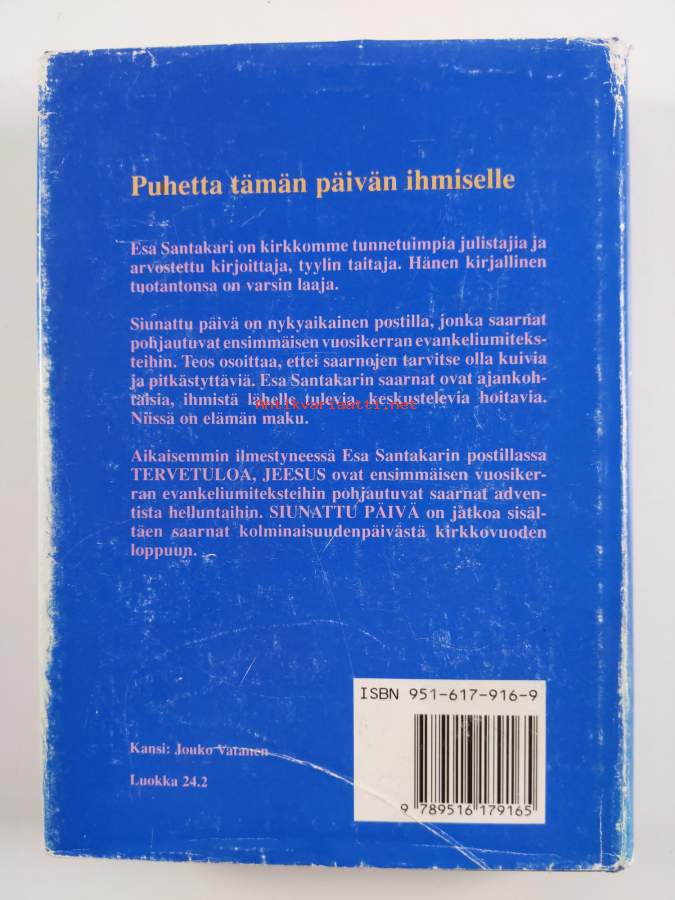 Puhetta tämän päivän ihmiselle
Esa Santakari on kirkkomme tunnetuimpia julistajia ja
arvostettu kirjoittaja, tyylin taitaja. Hänen kirjallinen
tuotantonsa on varsin laaja.
Siunattu päivä on nykyaikainen postilla, jonka saarnat
pohjautuvat ensimmäisen vuosikerran evankeliumiteks-
teihin. Teos osoittaa, ettei saarnojen tarvitse olla kuivia
ja pitkästyttäviä. Esa Santakarin saarnat ovat ajankoh-
taisia, ihmistä lähelle tulevia, keskustelevia hoitavia.
Antikvariaatti.net
Niissä on elämän maku.
Aikaisemmin ilmestyneessä Esa Santakarin postillassa
TERVETULOA, JEESUS ovat ensimmäisen vuosiker-
ran evankeliumiteksteihin pohjautuvat saarnat adven-
tista helluntaihin. SIUNATTU PÄIVÄ on jatkoa sisäl-
täen saarnat kolminaisuudenpäivästä kirkkovuoden
loppuun.
ISBN 951-617-916-9
9 789516 179165
Kansi: Jouko Vatanen
Luokka 24.2